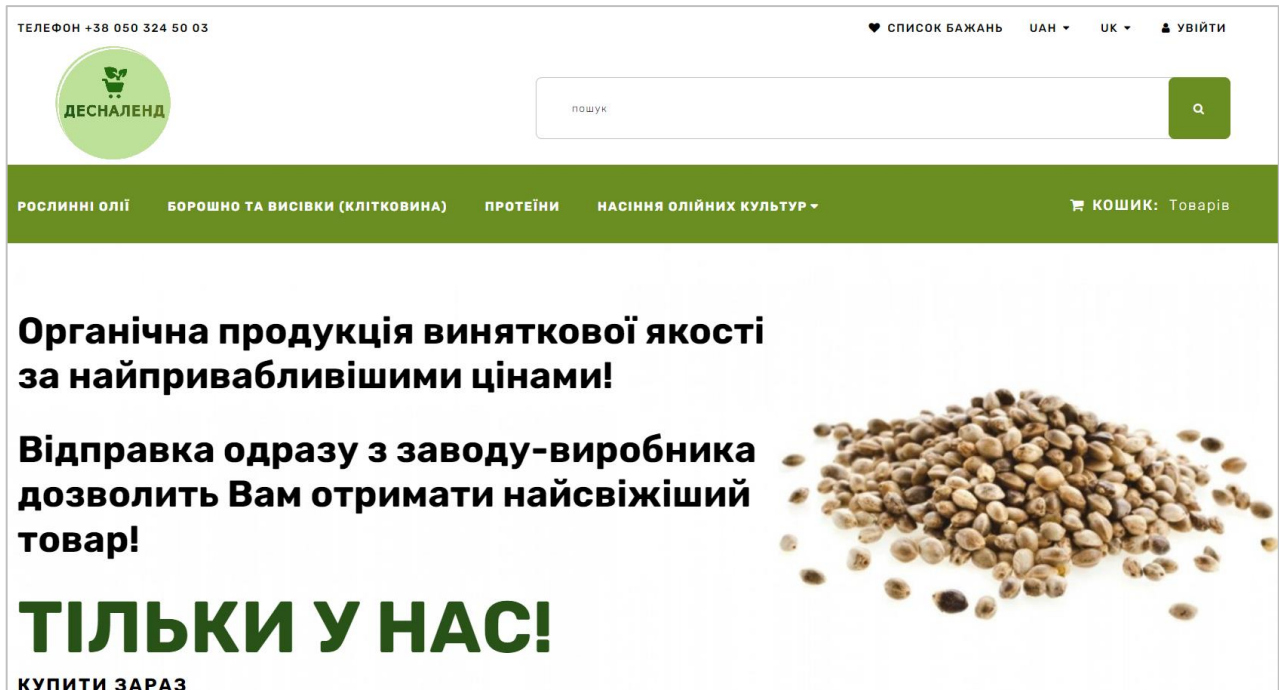 ТЕЛЕФОН +38 050 324 50 03
СПИСОК БАЖАНЬ UAH UK УВІЙТИ
ДЕСНАЛЕНД
пошук
РОСЛИННІ ОЛІЇ БОРОШНО ТА ВИСІВКИ (КЛІТКОВИНА) ПРОТЕЇНИ НАСІННЯ ОЛІЙНИХ КУЛЬТУР КОШИК: Товарів
Органічна продукція виняткової якості
за найпривабливішими цінами!
Відправка одразу з заводу-виробника
дозволить Вам отримати найсвіжіший
товар!
ТІЛЬКИ У НАС!
КУПИТИ ЗАРАЗ